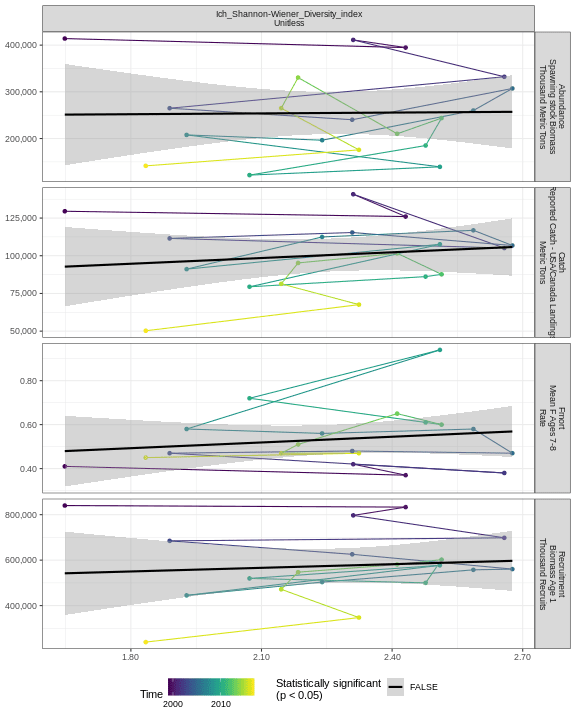 Ich_Shannon-Wiener_Diversity_index
Unitless
400,000
300,000
200,000
Abundance
Spawning stock Biomass
Thousand Metric Tons
125,000
100,000
75,000
50,000
Catch
Reported Catch - USA/Canada Landings
Metric Tons
0.80
0.60
0.40
Fmort
Mean F Ages 7-8
Rate
800,000
600,000
400,000
Recruitment
Biomass Age 1
Thousand Recruits
1.80
2.10
2.40
2.70
Time
2000
2010
Statistically significant
(p < 0.05)
FALSE